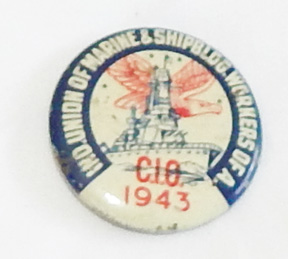 IND. UNION OF MARINE & SHIPBLDG. WORKERS OF A.
C.I.O.
1943